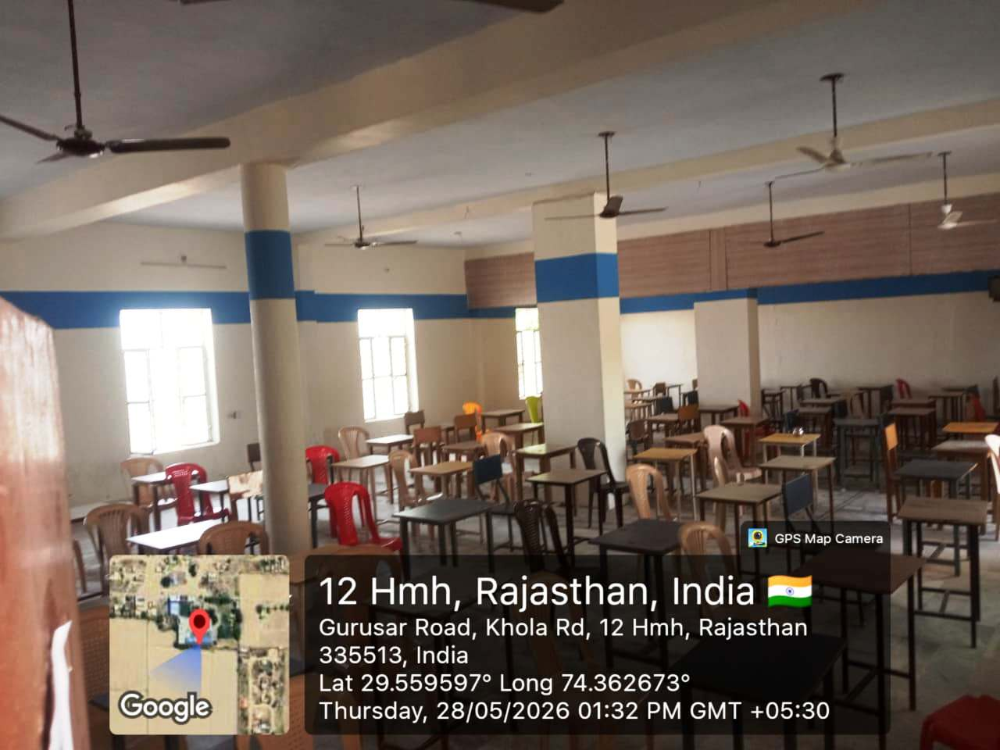 GPS Map Camera
12 Hmh, Rajasthan, India 🇮🇳
Gurusar Road, Khola Rd, 12 Hmh, Rajasthan
335513, India
Lat 29.559597° Long 74.362673°
Thursday, 28/05/2026 01:32 PM GMT +05:30
Google